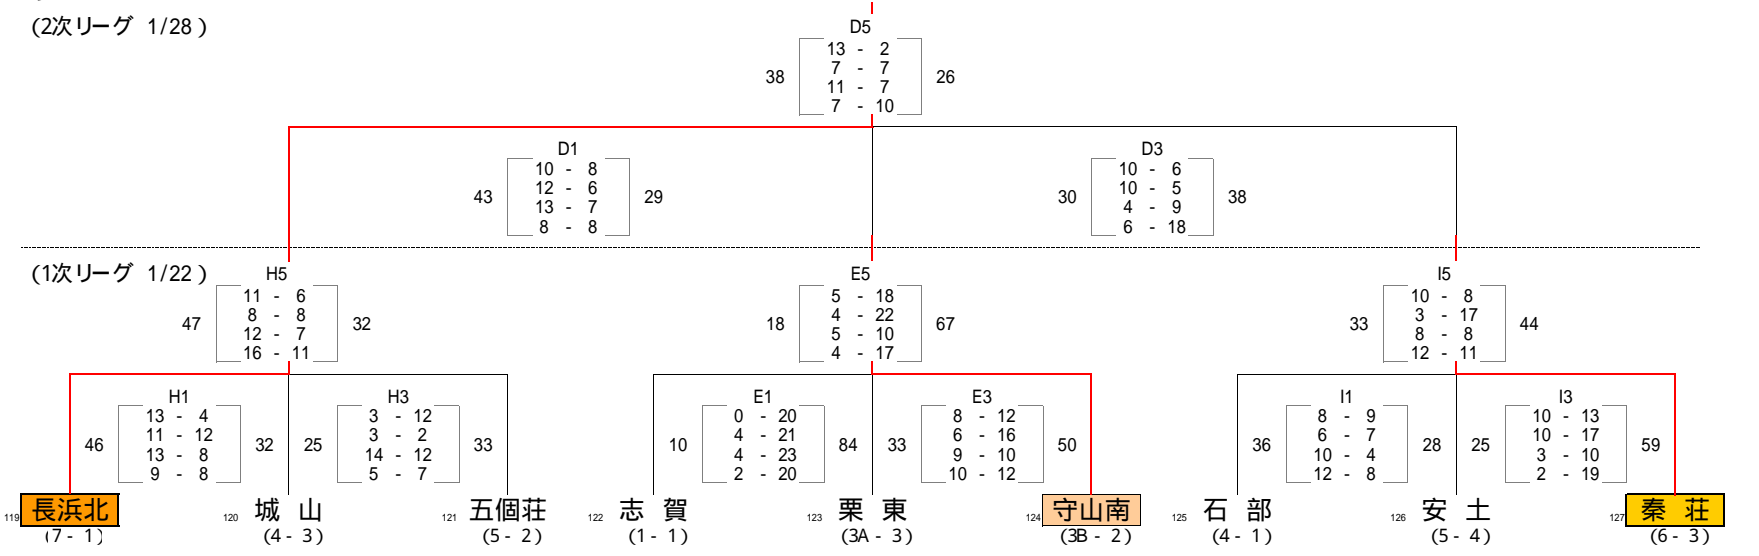 (2次リーグ 1/28)
D5
13 - 2
7 - 7
38 11 - 7 26
7 - 10
D1 D3
10 - 8 10 - 6
12 - 6 10 - 5
43 13 - 7 29 30 4 - 9 38
8 - 8 6 - 18
(1次リーグ 1/22)
H5 E5 I5
11 - 6 5 - 18 10 - 8
8 - 8 4 - 22 3 - 17
47 12 - 7 32 18 5 - 10 67 33 8 - 8 44
16 - 11 4 - 17 12 - 11
H1 H3 E1 E3 I1 I3
13 - 4 3 - 12 0 - 20 8 - 12 8 - 9 10 - 13
11 - 12 3 - 2 4 - 21 6 - 16 6 - 7 10 - 17
46 13 - 8 32 25 14 - 12 33 10 4 - 23 84 33 9 - 10 50 36 10 - 4 28 25 3 - 10 59
9 - 8 5 - 7 2 - 20 10 - 12 12 - 8 2 - 19
119 長浜北 120 城 山 121 五個荘 122 志 賀 123 栗 東 124 守山南 125 石 部 126 安 土 127 秦 荘
(7 - 1) (4 - 3) (5 - 2) (1 - 1) (3A - 3) (3B - 2) (4 - 1) (5 - 4) (6 - 3)